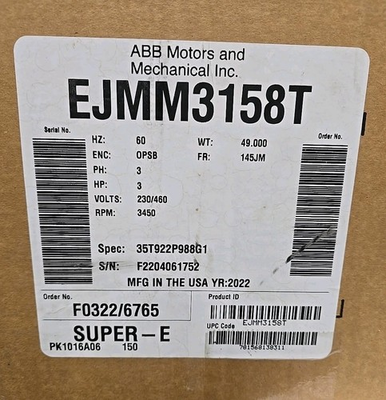 ABB Motors and
Mechanical Inc.
EJMM3158T
Serial No.
Order No.
HZ: 60 WT: 49.000
ENC: OPSB FR: 145JM
PH: 3
HP: 3
VOLTS: 230/460
RPM: 3450
Spec: 35T922P988G1
S/N: F2204061752
MFG IN THE USA YR:2022
Order No. Product ID
F0322/6765
EJMM3158T
UPC Code
SUPER-E
PK1016A06 150
781568138311